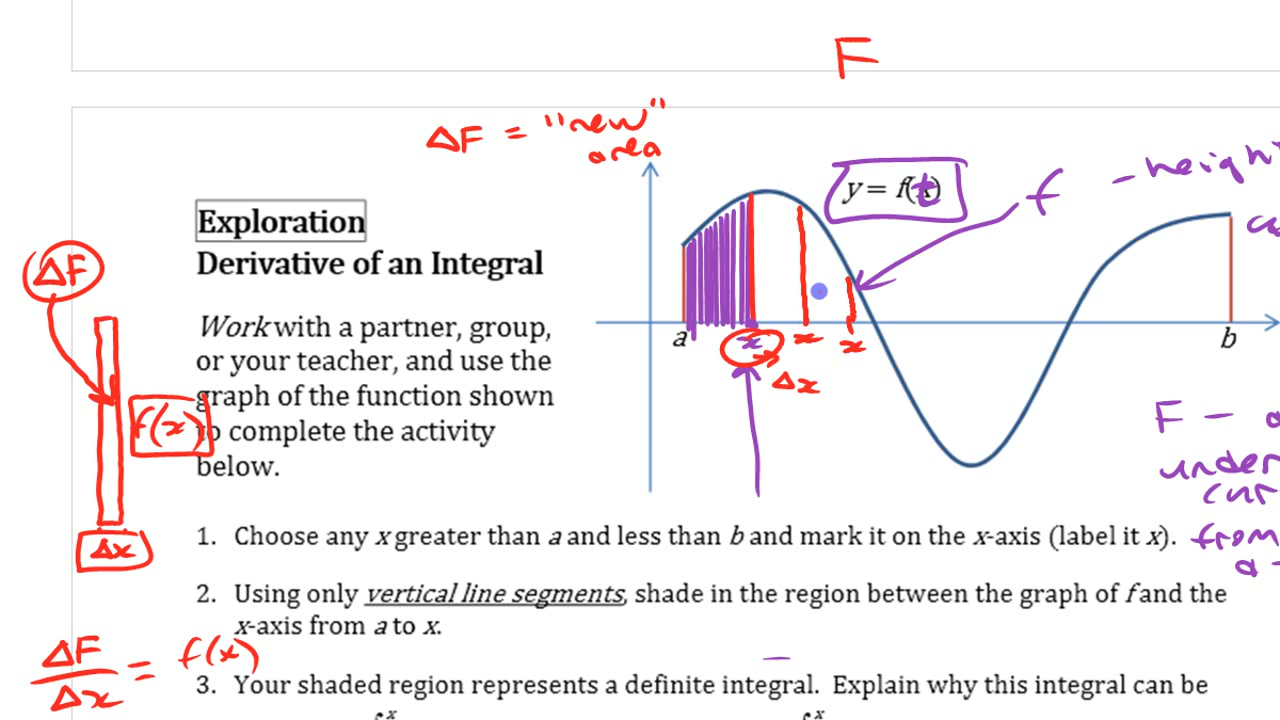 F
ΔF = "new"
area
y = f(t)
f
Exploration
Derivative of an Integral
ΔF
Work with a partner, group,
or your teacher, and use the
graph of the function shown
to complete the activity
below.
f(x)
Δx
a
x
x
x
Δx
b
F -
under
from
1. Choose any x greater than a and less than b and mark it on the x-axis (label it x).
2. Using only vertical line segments, shade in the region between the graph of f and the
x-axis from a to x.
ΔF
Δx
= f(x)
3. Your shaded region represents a definite integral. Explain why this integral can be
x
x